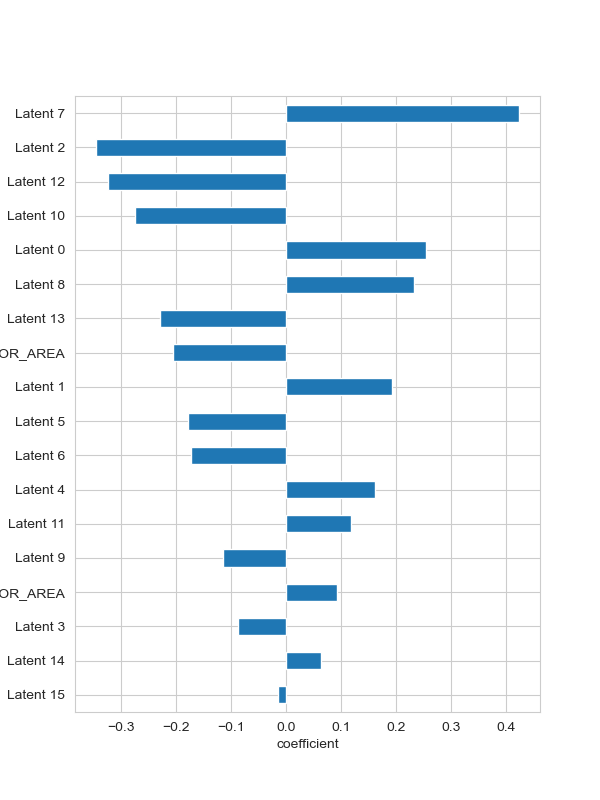 Latent 7
Latent 2
Latent 12
Latent 10
Latent 0
Latent 8
Latent 13
OR_AREA
Latent 1
Latent 5
Latent 6
Latent 4
Latent 11
Latent 9
OR_AREA
Latent 3
Latent 14
Latent 15
−0.3 −0.2 −0.1 0.0 0.1 0.2 0.3 0.4
coefficient